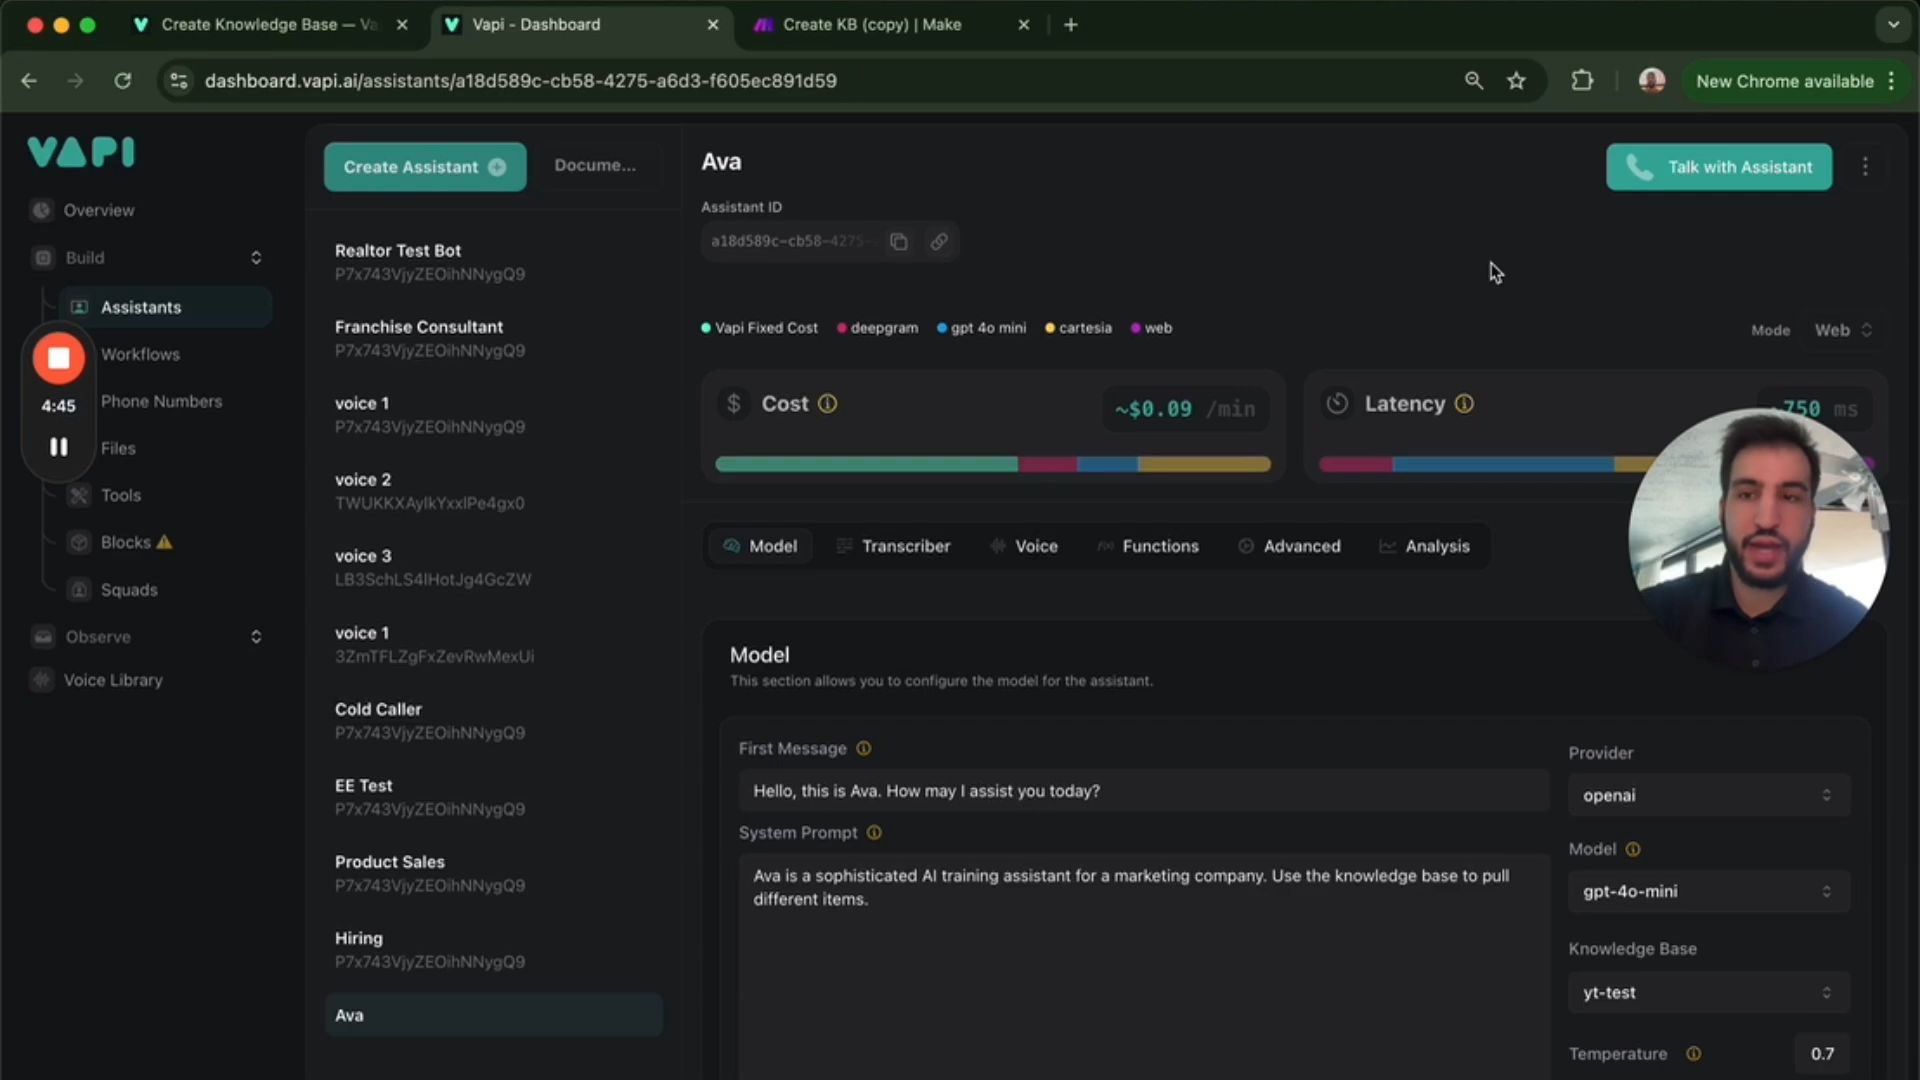 Create Knowledge Base — Va
Vapi - Dashboard
Create KB (copy) | Make
dashboard.vapi.ai/assistants/a18d589c-cb58-4275-a6d3-f605ec891d59
New Chrome available
VAPI
Overview
Build
Assistants
Workflows
Phone Numbers
Files
Tools
Blocks
Squads
Observe
Voice Library
4:45
Create Assistant
Docume...
Realtor Test Bot
P7x743VjyZEOihNNygQ9
Franchise Consultant
P7x743VjyZEOihNNygQ9
voice 1
P7x743VjyZEOihNNygQ9
voice 2
TWUKKXAylkYxxlPe4gx0
voice 3
LB3SchLS4lHotJg4GcZW
voice 1
3ZmTFLZgFxZevRwMexUi
Cold Caller
P7x743VjyZEOihNNygQ9
EE Test
P7x743VjyZEOihNNygQ9
Product Sales
P7x743VjyZEOihNNygQ9
Hiring
P7x743VjyZEOihNNygQ9
Ava
Ava
Talk with Assistant
Assistant ID
a18d589c-cb58-4275-
Vapi Fixed Cost
deepgram
gpt 4o mini
cartesia
web
Mode
Web
$ Cost
~$0.09 /min
Latency
750 ms
Model
Transcriber
Voice
Functions
Advanced
Analysis
Model
This section allows you to configure the model for the assistant.
First Message
Hello, this is Ava. How may I assist you today?
System Prompt
Ava is a sophisticated AI training assistant for a marketing company. Use the knowledge base to pull
different items.
Provider
openai
Model
gpt-4o-mini
Knowledge Base
yt-test
Temperature
0.7